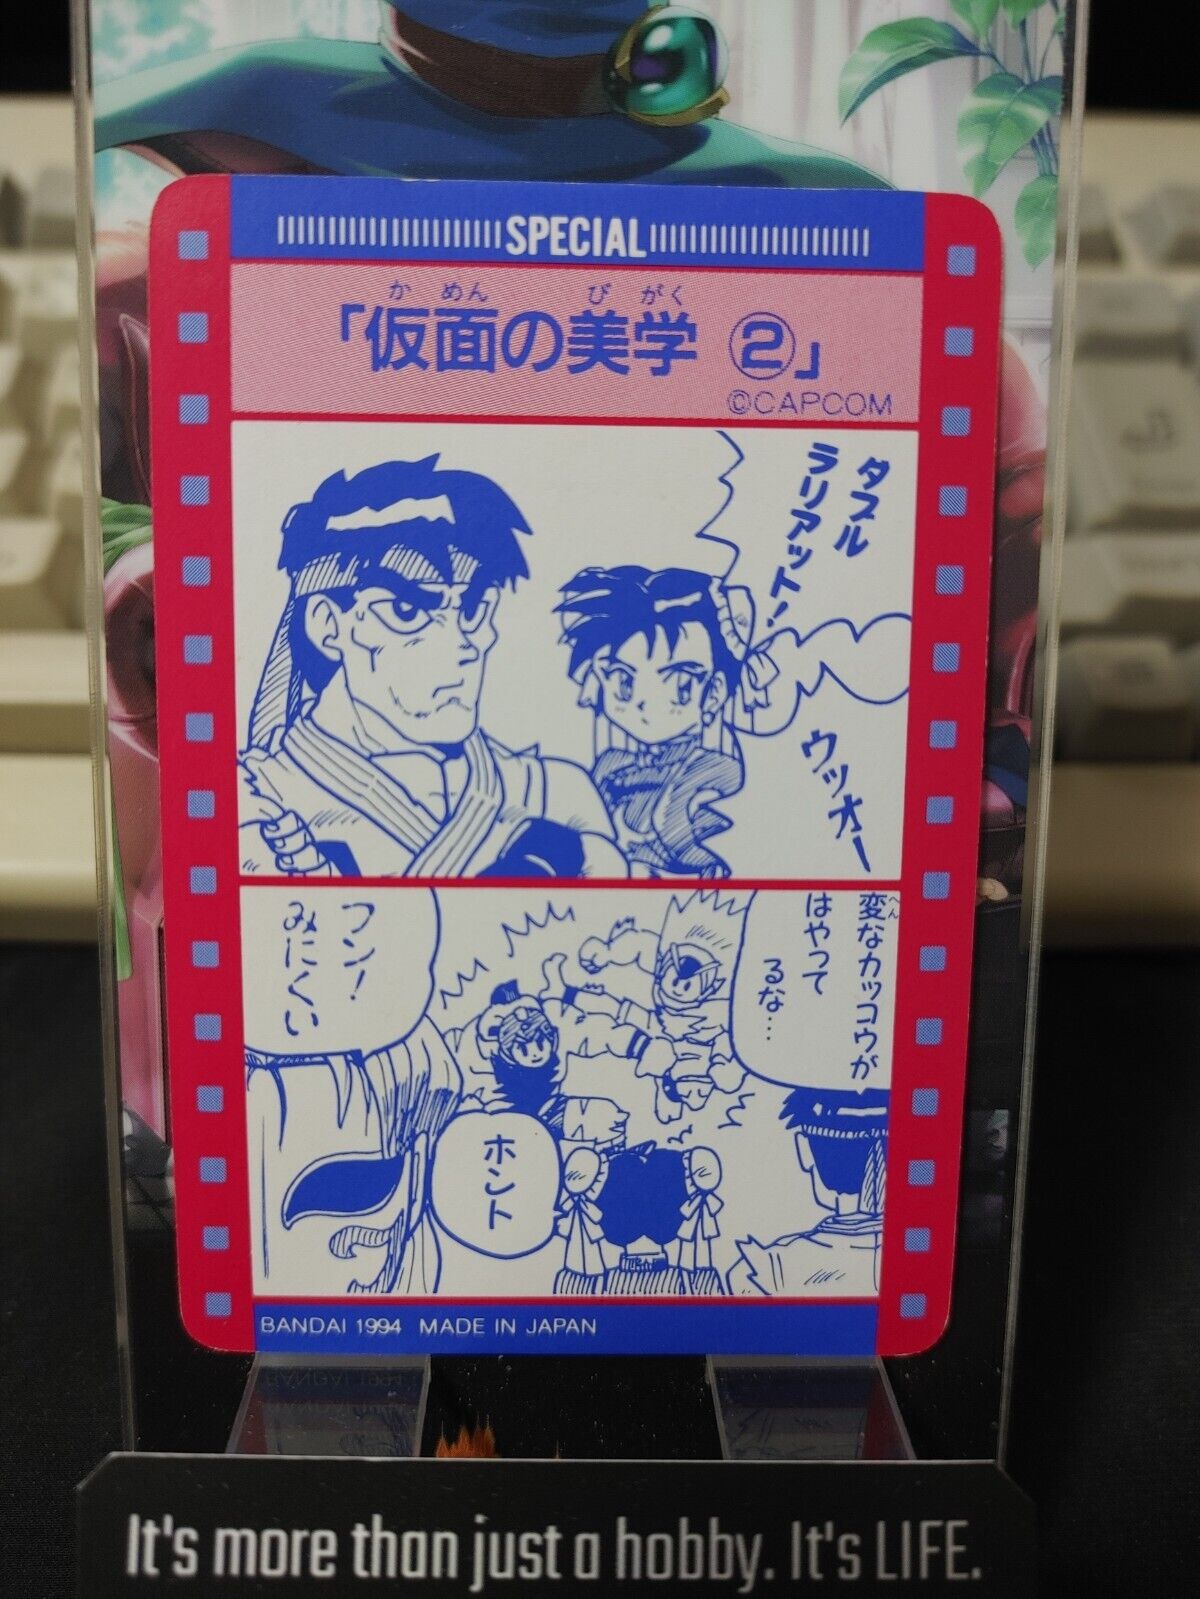 SPECIAL
かめん びがく
「仮面の美学 ②」
©CAPCOM
ダブル
ラリアット!
ウッオー
変なカッコウが
へん
はやって
るな…
フン!
みにくい
ホント
BANDAI 1994 MADE IN JAPAN
It's more than just a hobby. It's LIFE.